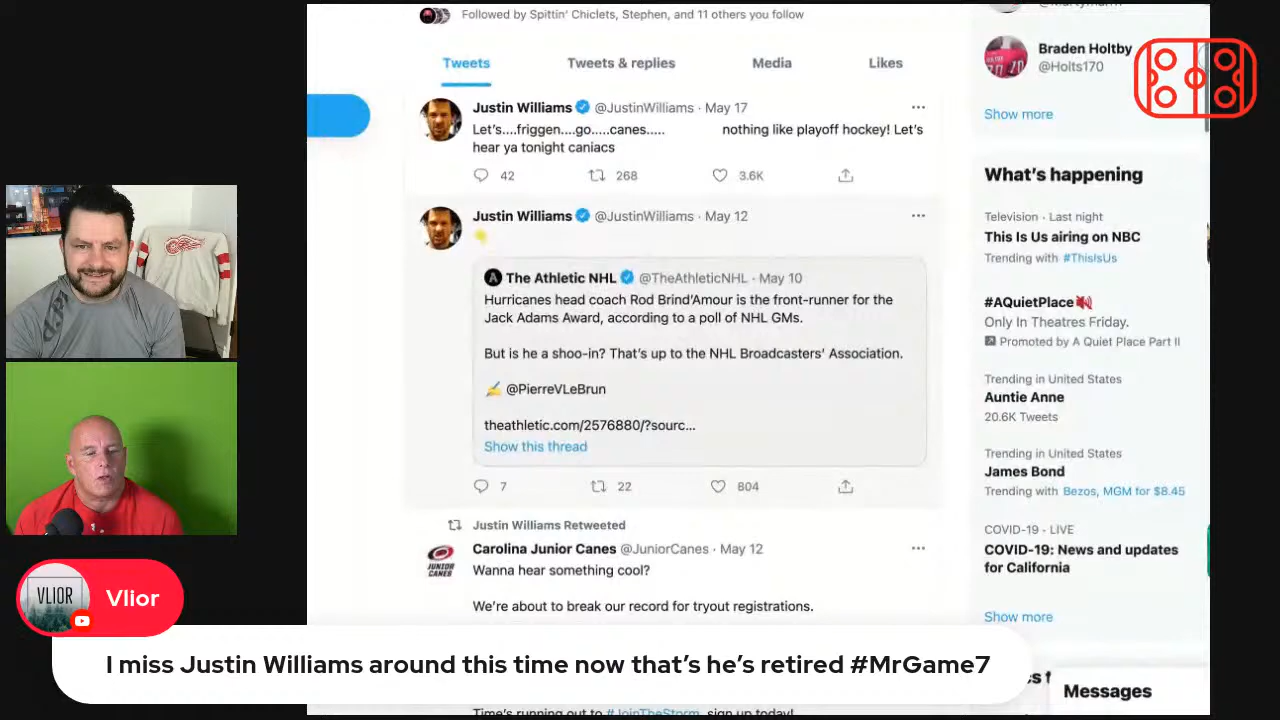 Followed by Spittin' Chiclets, Stephen, and 11 others you follow
Tweets
Tweets & replies
Media
Likes
Justin Williams @JustinWilliams · May 17
Let's....friggen....go.....canes..... nothing like playoff hockey! Let's
hear ya tonight caniacs
42
268
3.6K
Justin Williams @JustinWilliams · May 12
The Athletic NHL @TheAthleticNHL · May 10
Hurricanes head coach Rod Brind'Amour is the front-runner for the
Jack Adams Award, according to a poll of NHL GMs.
But is he a shoo-in? That's up to the NHL Broadcasters' Association.
✍️ @PierreVLeBrun
theathletic.com/2576880/?sourc...
Show this thread
7
22
804
Justin Williams Retweeted
Carolina Junior Canes @JuniorCanes · May 12
Wanna hear something cool?
We're about to break our record for tryout registrations.
Time's running out to #JoinTheStorm, sign up today!
JUNIOR
CANES
Braden Holtby
@Holts170
Show more
What's happening
Television · Last night
This Is Us airing on NBC
Trending with #ThisIsUs
#AQuietPlace
Only In Theatres Friday.
Promoted by A Quiet Place Part II
Trending in United States
Auntie Anne
20.6K Tweets
Trending in United States
James Bond
Trending with Bezos, MGM for $8.45
COVID-19 · LIVE
COVID-19: News and updates
for California
Show more
Messages
VLIOR
Vlior
I miss Justin Williams around this time now that's he's retired #MrGame7